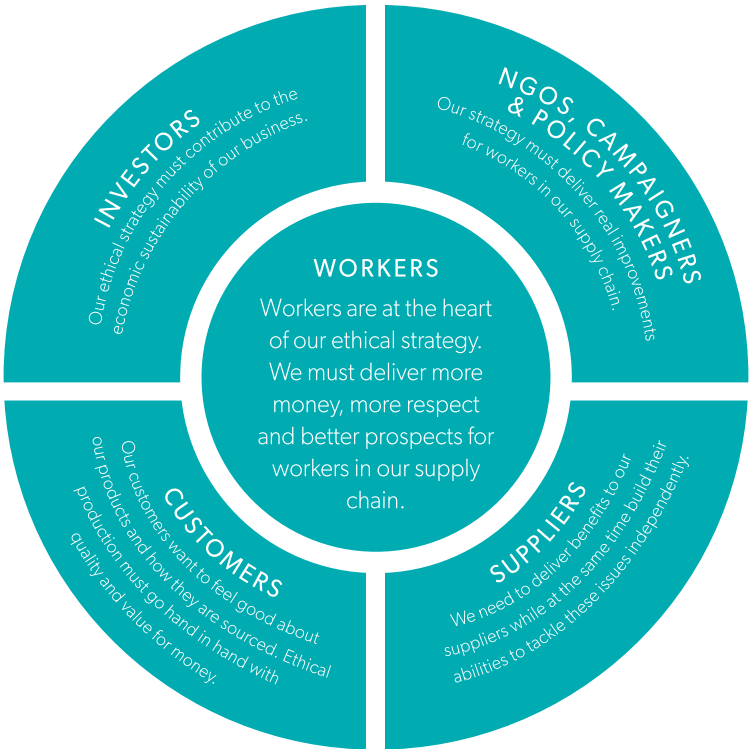 INVESTORS
Our ethical strategy must contribute to the
economic sustainability of our business.
NGOS, CAMPAIGNERS
& POLICY MAKERS
Our strategy must deliver real improvements
for workers in our supply chain.
WORKERS
Workers are at the heart
of our ethical strategy.
We must deliver more
money, more respect
and better prospects for
workers in our supply
chain.
CUSTOMERS
Our customers want to feel good about
our products and how they are sourced. Ethical
production must go hand in hand with
quality and value for money.
SUPPLIERS
We need to deliver benefits to our
suppliers while at the same time build their
abilities to tackle these issues independently.